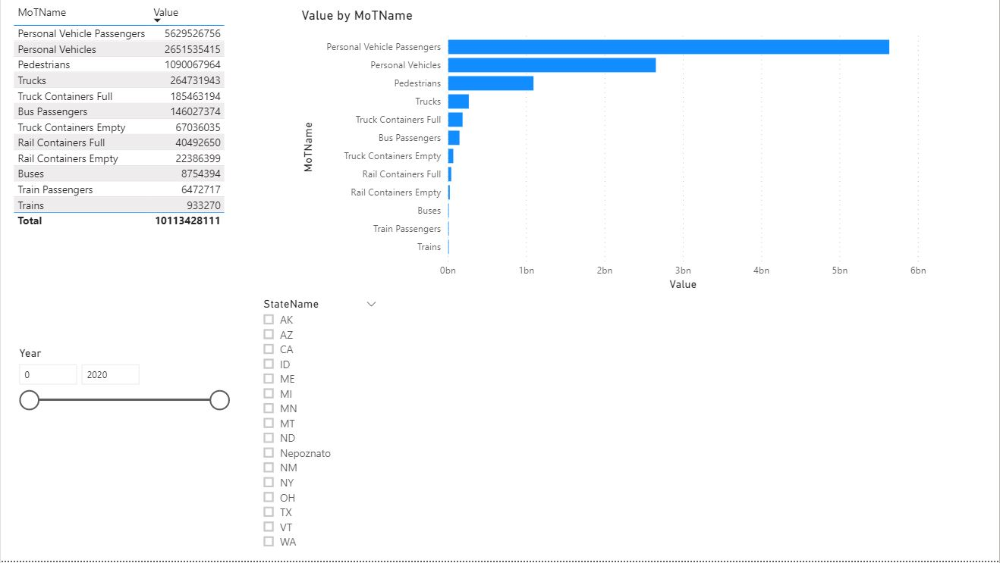 MoTName Value
Personal Vehicle Passengers 5629526756
Personal Vehicles 2651535415
Pedestrians 1090067964
Trucks 264731943
Truck Containers Full 185463194
Bus Passengers 146027374
Truck Containers Empty 67036035
Rail Containers Full 40492650
Rail Containers Empty 22386399
Buses 8754394
Train Passengers 6472717
Trains 933270
Total 10113428111
Value by MoTName
MoTName
Personal Vehicle Passengers
Personal Vehicles
Pedestrians
Trucks
Truck Containers Full
Bus Passengers
Truck Containers Empty
Rail Containers Full
Rail Containers Empty
Buses
Train Passengers
Trains
0bn 1bn 2bn 3bn 4bn 5bn 6bn
Value
Year
0 2020
StateName
AK
AZ
CA
ID
ME
MI
MN
MT
ND
Nepoznato
NM
NY
OH
TX
VT
WA